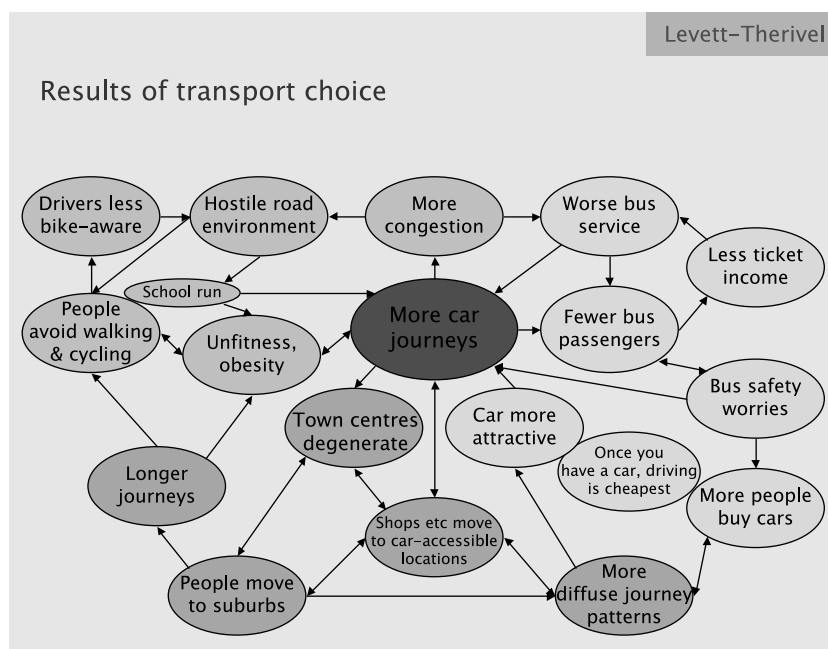 Levett-Therivel
Results of transport choice
Drivers less
bike-aware
Hostile road
environment
More
congestion
Worse bus
service
Less ticket
income
School run
People
avoid walking
& cycling
Unfitness,
obesity
More car
journeys
Fewer bus
passengers
Bus safety
worries
Town centres
degenerate
Car more
attractive
Once you
have a car, driving
is cheapest
More people
buy cars
Longer
journeys
Shops etc move
to car-accessible
locations
People move
to suburbs
More
diffuse journey
patterns